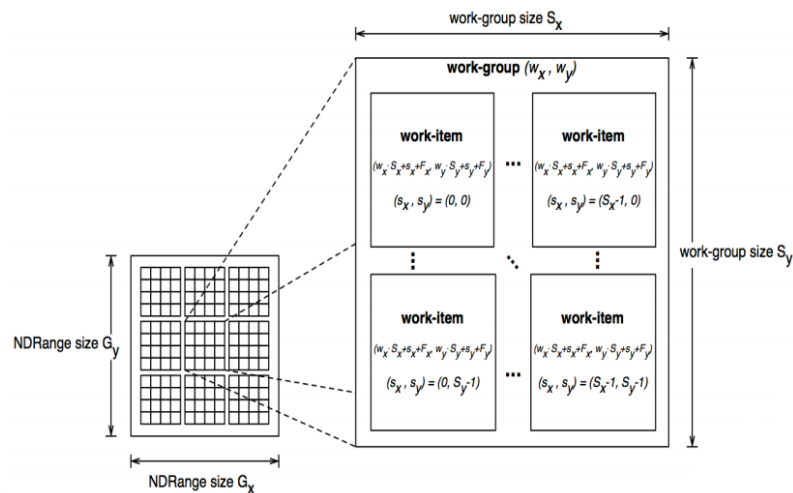 work-group size Sx
work-group (wx , wy)
work-item
(wx·Sx+sx+Fx, wy·Sy+sy+Fy)
(sx , sy) = (0, 0)
...
work-item
(wx·Sx+sx+Fx, wy·Sy+sy+Fy)
(sx , sy) = (Sx-1, 0)
work-group size Sy
work-item
(wx·Sx+sx+Fx, wy·Sy+sy+Fy)
(sx , sy) = (0, Sy-1)
...
work-item
(wx·Sx+sx+Fx, wy·Sy+sy+Fy)
(sx , sy) = (Sx-1, Sy-1)
NDRange size Gy
NDRange size Gx